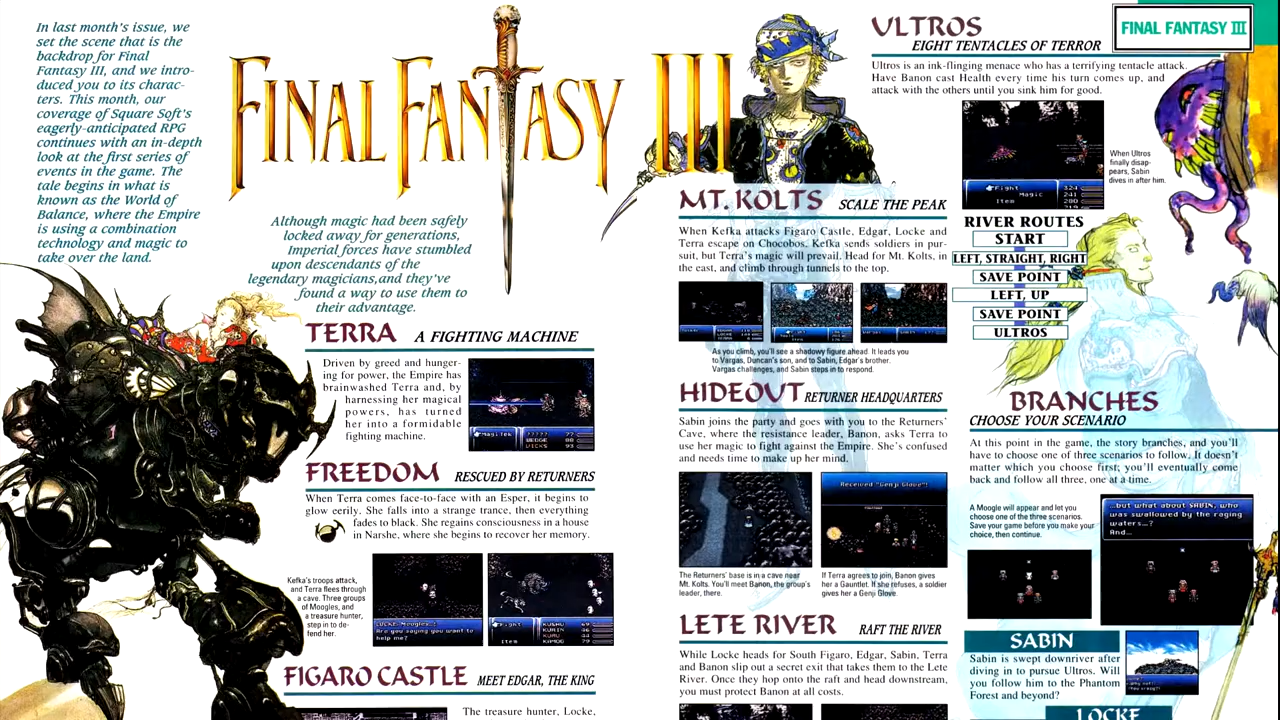 In last month's issue, we
set the scene that is the
backdrop for Final
Fantasy III, and we intro-
duced you to its charac-
ters. This month, our
coverage of Square Soft's
eagerly-anticipated RPG
continues with an in-depth
look at the first series of
events in the game. The
tale begins in what is
known as the World of
Balance, where the Empire
is using a combination
technology and magic to
take over the land.
FINAL FANTASY III
Although magic had been safely
locked away for generations,
Imperial forces have stumbled
upon descendants of the
legendary magicians,and they've
found a way to use them to
their advantage.
TERRA A FIGHTING MACHINE
Driven by greed and hunger-
ing for power, the Empire has
brainwashed Terra and, by
harnessing her magical
powers, has turned
her into a formidable
fighting machine.
MagiTek ?????
WEDGE 88
VICKS 93
FREEDOM RESCUED BY RETURNERS
When Terra comes face-to-face with an Esper, it begins to
glow eerily. She falls into a strange trance, then everything
fades to black. She regains consciousness in a house
in Narshe, where she begins to recover her memory.
Kefka's troops attack,
and Terra flees through
a cave. Three groups
of Moogles, and
a treasure hunter,
step in to de-
fend her.
LOCKE: Moogles..!
Are you saying you want to
help me?
Fight
Item
KUPEK
KUMAMA
FIGARO CASTLE MEET EDGAR, THE KING
The treasure hunter, Locke,
MT. KOLTS SCALE THE PEAK
When Kefka attacks Figaro Castle, Edgar, Locke and
Terra escape on Chocobos. Kefka sends soldiers in pur-
suit, but Terra's magic will prevail. Head for Mt. Kolts, in
the east, and climb through tunnels to the top.
As you climb, you'll see a shadowy figure ahead. It leads you
to Vargas, Duncan's son, and to Sabin, Edgar's brother.
Vargas challenges, and Sabin steps in to respond.
HIDEOUT RETURNER HEADQUARTERS
Sabin joins the party and goes with you to the Returners'
Cave, where the resistance leader, Banon, asks Terra to
use her magic to fight against the Empire. She's confused
and needs time to make up her mind.
Received "Genji Glove"!
The Returners' base is in a cave near
Mt. Kolts. You'll meet Banon, the group's
leader, there.
If Terra agrees to join, Banon gives
her a Gauntlet. If she refuses, a soldier
gives her a Genji Glove.
LETE RIVER RAFT THE RIVER
While Locke heads for South Figaro, Edgar, Sabin, Terra
and Banon slip out a secret exit that takes them to the Lete
River. Once they hop onto the raft and head downstream,
you must protect Banon at all costs.
ULTROS
EIGHT TENTACLES OF TERROR
Ultros is an ink-flinging menace who has a terrifying tentacle attack.
Have Banon cast Health every time his turn comes up, and
attack with the others until you sink him for good.
FINAL FANTASY III
Fight 324
Magic 241
Item 280
When Ultros
finally disap-
pears, Sabin
dives in after him.
RIVER ROUTES
START
LEFT, STRAIGHT, RIGHT
SAVE POINT
LEFT, UP
SAVE POINT
ULTROS
BRANCHES
CHOOSE YOUR SCENARIO
At this point in the game, the story branches, and you'll
have to choose one of three scenarios to follow. It doesn't
matter which you choose first; you'll eventually come
back and follow all three, one at a time.
A Moogle will appear and let you
choose one of the three scenarios.
Save your game before you make your
choice, then continue.
...but what about SABIN, who
was swallowed by the raging
waters...?
And...
SABIN
Sabin is swept downriver after
diving in to pursue Ultros. Will
you follow him to the Phantom
Forest and beyond?
LOCKE